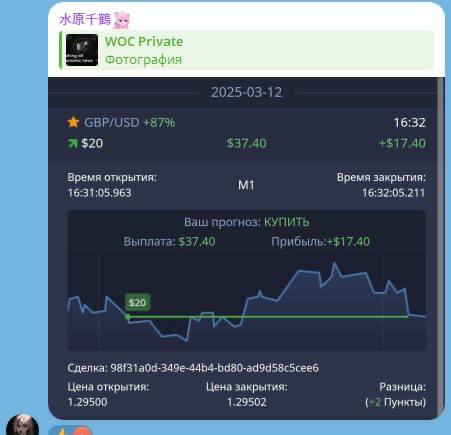 水原千鶴
WOC Private
Фотография
2025-03-12
GBP/USD +87% 16:32
$20 $37.40 +$17.40
Время открытия: Время закрытия:
16:31:05.963 M1 16:32:05.211
Ваш прогноз: КУПИТЬ
Выплата: $37.40 Прибыль:+$17.40
$20
Сделка: 98f31a0d-349e-44b4-bd80-ad9d58c5cee6
Цена открытия: Цена закрытия: Разница:
1.29500 1.29502 (+2 Пункты)